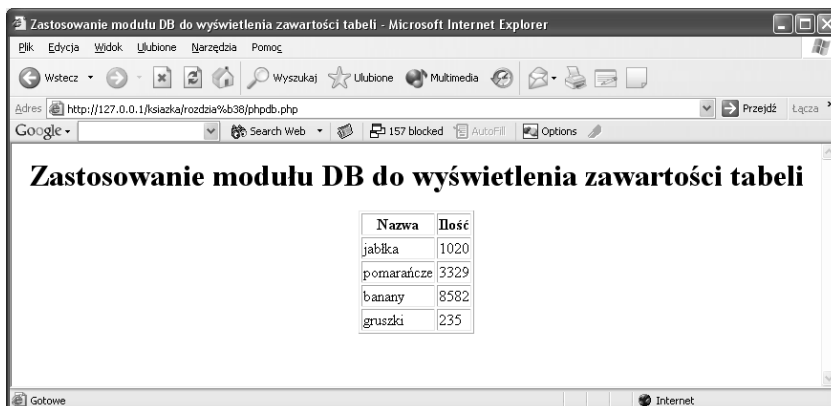 Zastosowanie modułu DB do wyświetlenia zawartości tabeli - Microsoft Internet Explorer
Plik Edycja Widok Ulubione Narzędzia Pomoc
Wstecz Wyszukaj Ulubione Multimedia
Adres http://127.0.0.1/ksiazka/rozdzia%b38/phpdb.php Przejdź Łącza »
Google Search Web 157 blocked AutoFill Options
Zastosowanie modułu DB do wyświetlenia zawartości tabeli
Nazwa Ilość
jabłka 1020
pomarańcze 3329
banany 8582
gruszki 235
Gotowe Internet